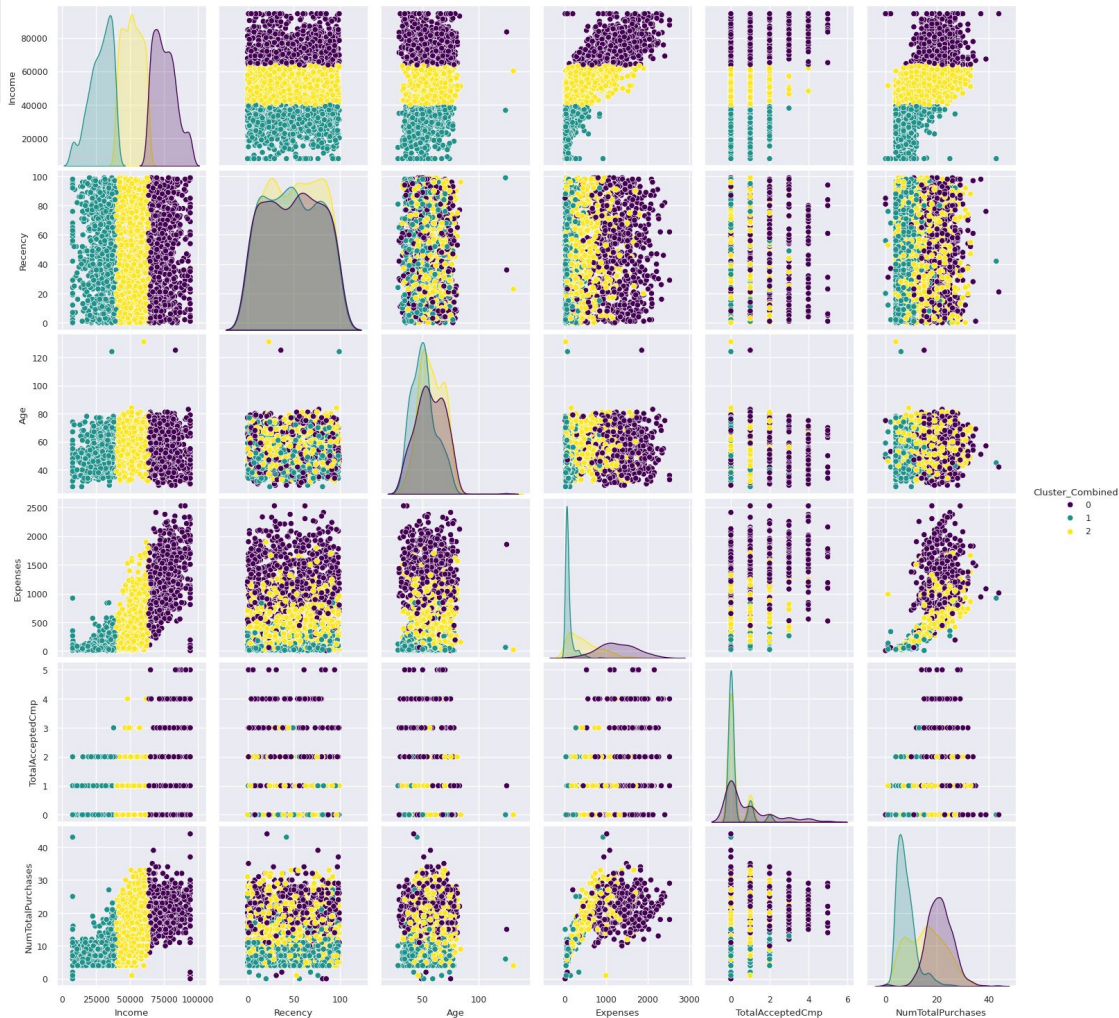 80000
60000
40000
20000
0
Income
100
80
60
40
20
0
Recency
120
100
80
60
40
Age
Cluster_Combined
0
1
2
2500
2000
1500
1000
500
0
Expenses
5
4
3
2
1
0
TotalAcceptedCmp
40
30
20
10
0
NumTotalPurchases
0 25000 50000 75000 100000
0 50 100
50 100
0 1000 2000 3000
0 2 4 6
0 20 40
Income Recency Age Expenses TotalAcceptedCmp NumTotalPurchases